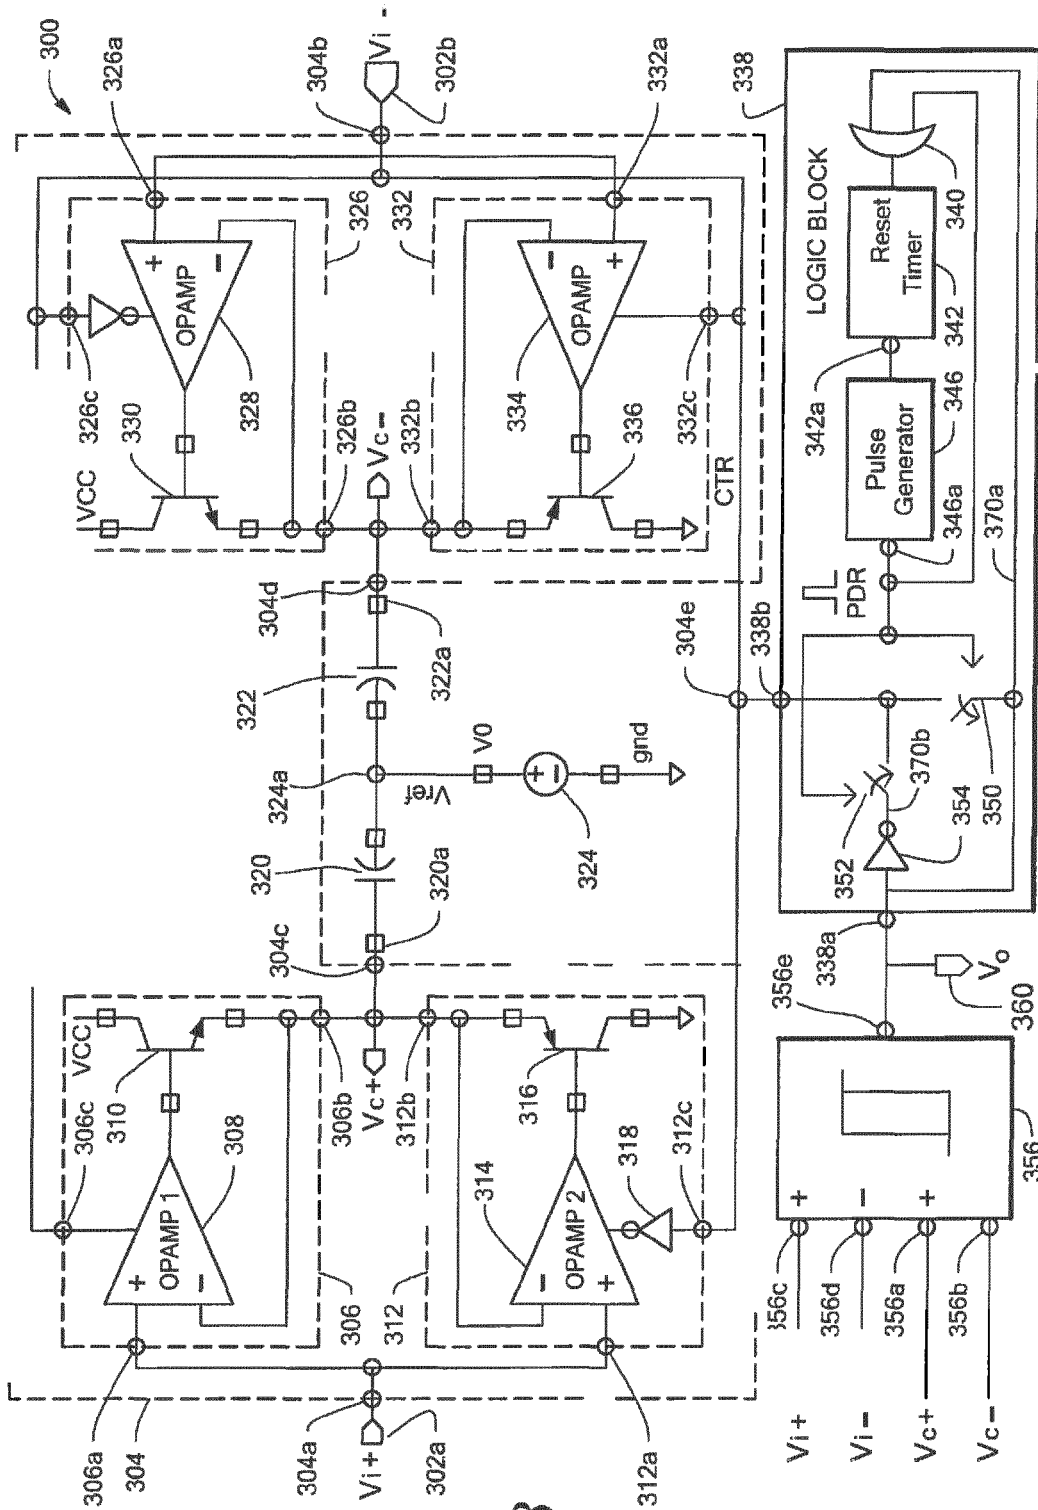 300
306a
304
304a
Vi+
302a
312a
306c
310
VCC
308
OPAMP 1
+
−
306
306b
Vc+
312b
312
314
316
OPAMP 2
−
+
318
312c
304c
320
320a
324a
Vref
V0
+
−
324
gnd
322
322a
304d
304e
VCC
330
326c
326a
328
OPAMP
+
−
326
326b
Vc-
332b
332
334
336
OPAMP
−
+
332c
332a
CTR
304b
Vi-
302b
Vi+
Vi-
Vc+
Vc-
356c
356d
356a
356b
+
−
+
356
356e
360
Vo
338a
338b
338
LOGIC BLOCK
352
370b
354
350
PDR
346a
370a
Pulse
Generator
346
342a
Reset
Timer
342
340